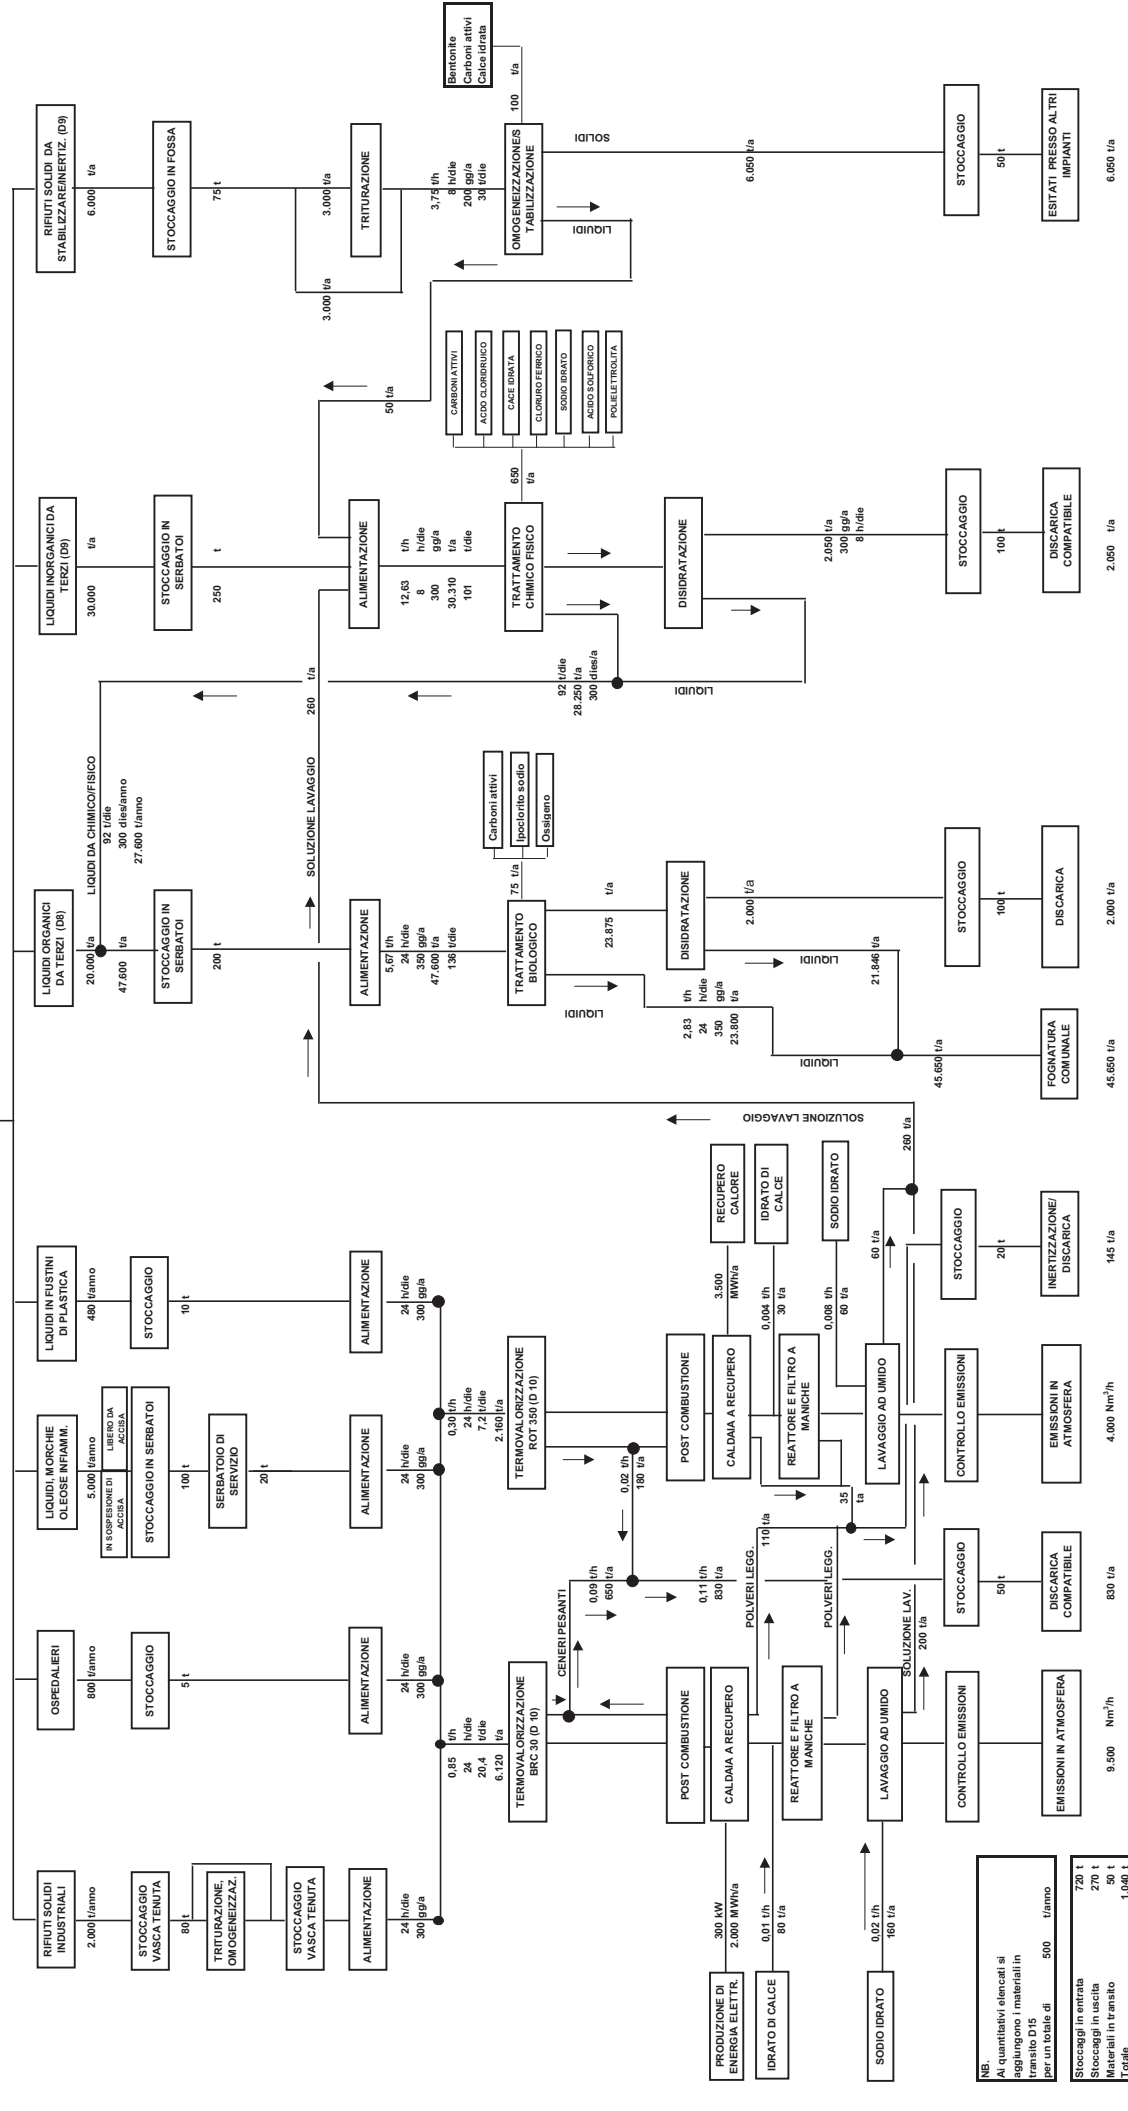 RIFIUTI SOLIDI
INDUSTRIALI
2.000 t/anno
STOCCAGGIO
VASCA TENUTA
80 t
TRITURAZIONE,
OMOGENEIZZAZ.
STOCCAGGIO
VASCA TENUTA
ALIMENTAZIONE
24 h/die
300 gg/a
OSPEDALIERI
800 t/anno
STOCCAGGIO
5 t
ALIMENTAZIONE
24 h/die
300 gg/a
LIQUIDI, MORCHIE
OLEOSE INFIAMM.
5.000 t/anno
IN SOSPESIONE DI
ACCISA
LIBERO DA
ACCISA
STOCCAGGIO IN SERBATOI
100 t
SERBATOIO DI
SERVIZIO
20 t
ALIMENTAZIONE
24 h/die
300 gg/a
LIQUIDI IN FUSTINI
DI PLASTICA
480 t/anno
STOCCAGGIO
10 t
ALIMENTAZIONE
24 h/die
300 gg/a
0,85 t/h
24 h/die
20,4 t/die
6.120 t/a
TERMOVALORIZZAZIONE
BRC 30 (D 10)
CENERI PESANTI
0,09 t/h
650 t/a
0,30 t/h
24 h/die
7,2 t/die
2.160 t/a
TERMOVALORIZZAZIONE
ROT 350 (D 10)
0,02 t/h
180 t/a
0,11 t/h
830 t/a
POST COMBUSTIONE
CALDAIA A RECUPERO
REATTORE E FILTRO A
MANICHE
LAVAGGIO AD UMIDO
CONTROLLO EMISSIONI
EMISSIONI IN ATMOSFERA
9.500 Nm³/h
PRODUZIONE DI
ENERGIA ELETTR.
300 kW
2.000 MWh/a
IDRATO DI CALCE
0,01 t/h
80 t/a
SODIO IDRATO
0,02 t/h
160 t/a
POLVERI LEGG.
110 t/a
POLVERI LEGG.
SOLUZIONE LAV.
200 t/a
STOCCAGGIO
50 t
DISCARICA
COMPATIBILE
830 t/a
POST COMBUSTIONE
CALDAIA A RECUPERO
REATTORE E FILTRO A
MANICHE
35
ta
LAVAGGIO AD UMIDO
CONTROLLO EMISSIONI
EMISSIONI IN
ATMOSFERA
4.000 Nm³/h
RECUPERO
CALORE
3.500
MWh/a
IDRATO DI
CALCE
0,004 t/h
30 t/a
SODIO IDRATO
0,008 t/h
60 t/a
60 t/a
260 t/a
SOLUZIONE LAVAGGIO
STOCCAGGIO
20 t
INERTIZZAZIONE/
DISCARICA
145 t/a
LIQUIDI ORGANICI
DA TERZI (D8)
20.000 t/a
47.600 t/a
LIQUDI DA CHIMICO/FISICO
92 t/die
300 dies/anno
27.600 t/anno
STOCCAGGIO IN
SERBATOI
200 t
SOLUZIONE LAVAGGIO
260 t/a
ALIMENTAZIONE
5,67 t/h
24 h/die
350 gg/a
47.600 t/a
136 t/die
TRATTAMENTO
BIOLOGICO
75 t/a
Carboni attivi
Ipoclorito sodio
Ossigeno
LIQUIDI
2,83 t/h
24 h/die
350 gg/a
23.800 t/a
23.875 t/a
DISIDRATAZIONE
2.000 t/a
LIQUIDI
21.846 t/a
LIQUIDI
45.650 t/a
FOGNATURA
COMUNALE
45.650 t/a
STOCCAGGIO
100 t
DISCARICA
2.000 t/a
LIQUIDI INORGANICI DA
TERZI (D9)
30.000 t/a
STOCCAGGIO IN
SERBATOI
250 t
ALIMENTAZIONE
12,63 t/h
8 h/die
300 gg/a
30.310 t/a
101 t/die
TRATTAMENTO
CHIMICO FISICO
650
t/a
CARBONI ATTIVI
ACDO CLORIDRUICO
CACE IDRATA
CLORURO FERRICO
SODIO IDRATO
ACIDO SOLFORICO
POLIELETTROLITA
92 t/die
28.250 t/a
300 dies/a
LIQUIDI
DISIDRATAZIONE
2.050 t/a
300 gg/a
8 h/die
STOCCAGGIO
100 t
DISCARICA
COMPATIBILE
2.050 t/a
RIFIUTI SOLIDI DA
STABILIZZARE/INERTIZ. (D9)
6.000 t/a
STOCCAGGIO IN FOSSA
75 t
3.000 t/a
3.000 t/a
TRITURAZIONE
3,75 t/h
8 h/die
200 gg/a
30 t/die
50 t/a
OMOGENEIZZAZIONE/S
TABILIZZAZIONE
100 t/a
Bentonite
Carboni attivi
Calce idrata
LIQUIDI
SOLIDI
6.050 t/a
STOCCAGGIO
50 t
ESITATI PRESSO ALTRI
IMPIANTI
6.050 t/a
NB.
Ai quantitativi elencati si
aggiungono i materiali in
transito D15
per un totale di 500 t/anno
Stoccaggi in entrata 720 t
Stoccaggi in uscita 270 t
Materiali in transito 50 t
Totale 1.040 t